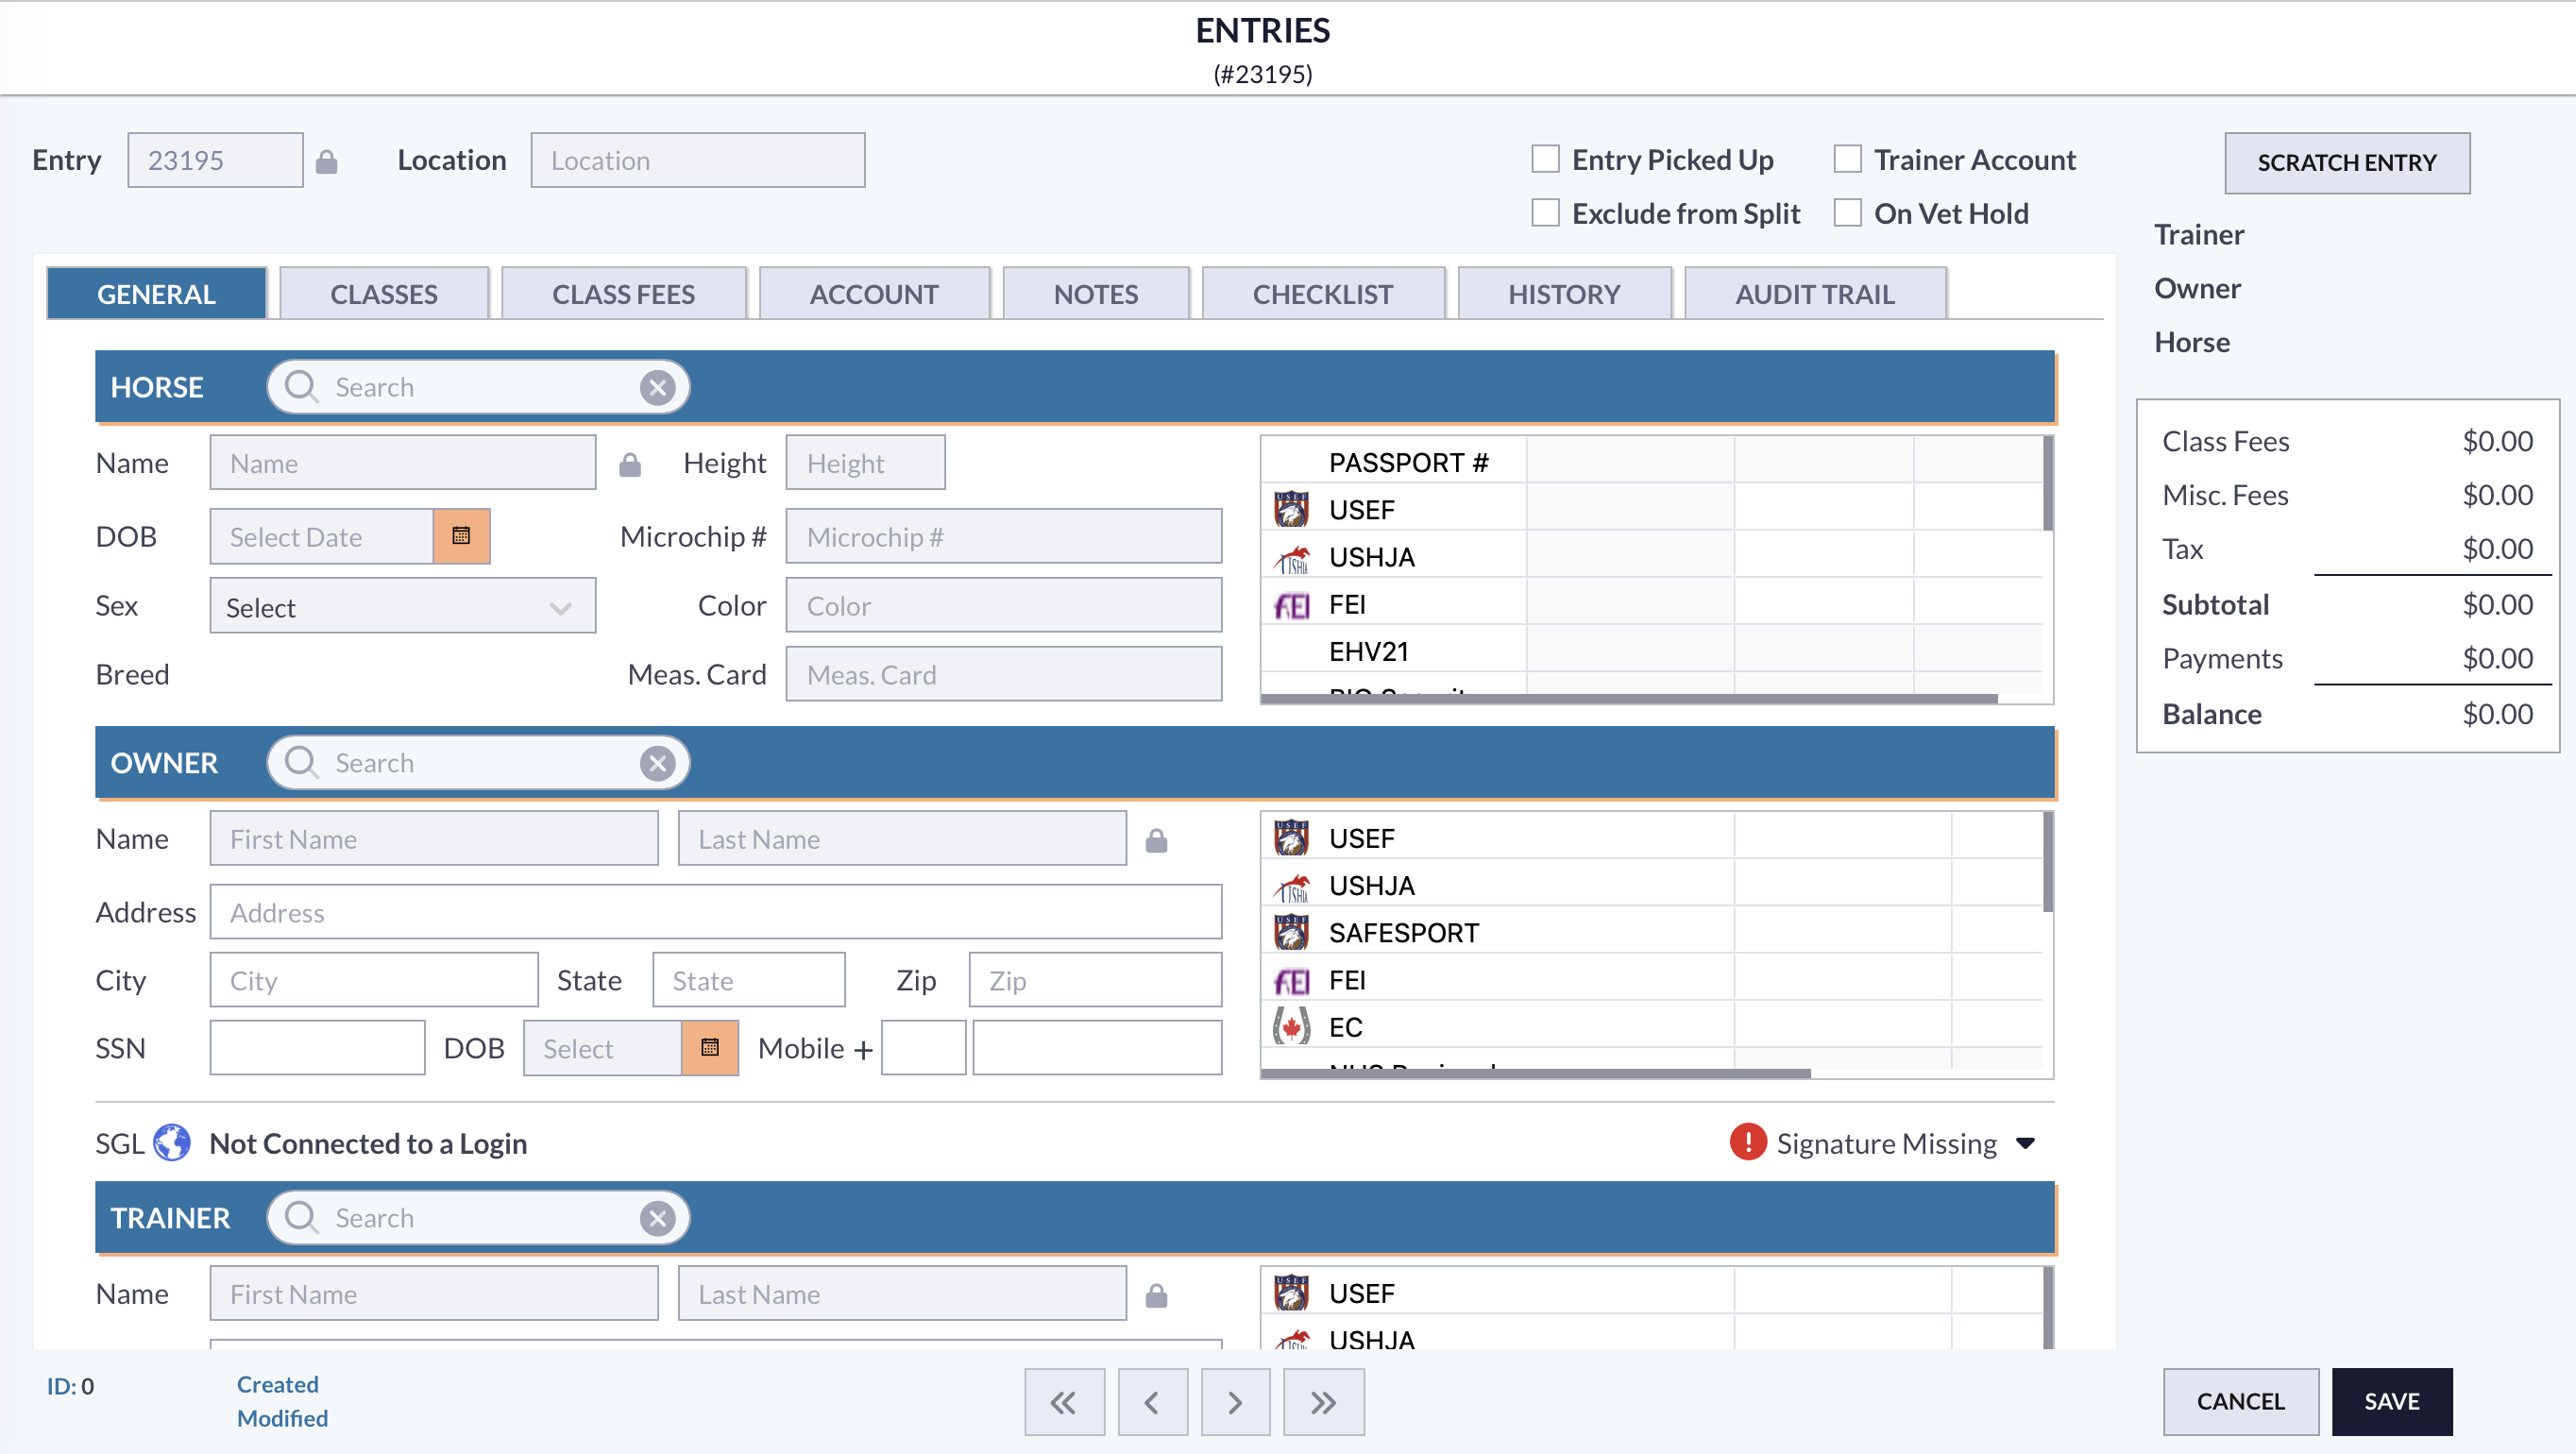 ENTRIES
(#23195)
Entry 23195 Location Location
Entry Picked Up Trainer Account
Exclude from Split On Vet Hold
SCRATCH ENTRY
Trainer
Owner
Horse
GENERAL CLASSES CLASS FEES ACCOUNT NOTES CHECKLIST HISTORY AUDIT TRAIL
HORSE Search
Name Name Height Height
DOB Select Date Microchip # Microchip #
Sex Select Color Color
Breed Meas. Card Meas. Card
PASSPORT #
USEF
USHJA
FEI
EHV21
Class Fees $0.00
Misc. Fees $0.00
Tax $0.00
Subtotal $0.00
Payments $0.00
Balance $0.00
OWNER Search
Name First Name Last Name
Address Address
City City State State Zip Zip
SSN DOB Select Mobile +
USEF
USHJA
SAFESPORT
FEI
EC
SGL Not Connected to a Login
Signature Missing
TRAINER Search
Name First Name Last Name
USEF
USHJA
ID: 0
Created
Modified
CANCEL SAVE